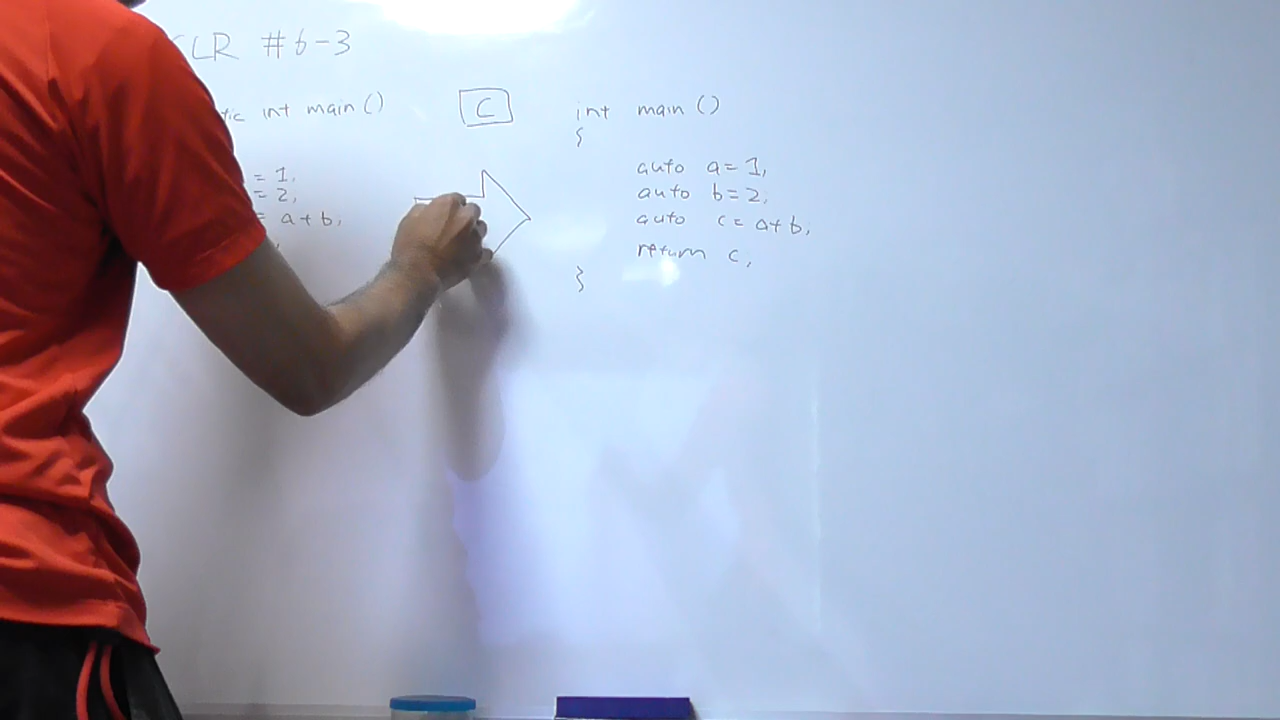 CLR #6-3
int main()
= 1;
= 2;
= a + b;
;
C
int main ()
{
auto a = 1;
auto b = 2;
auto c = a + b;
return c;
}